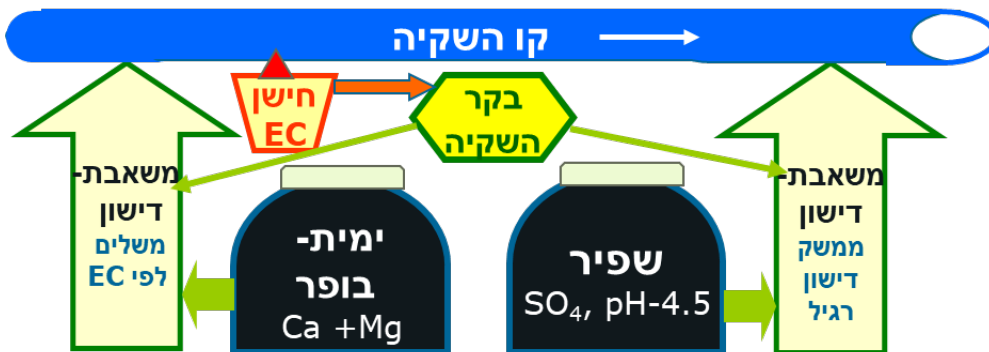 קו השקיה
חישן
EC
בקר
השקיה
משאבת-
דישון
ממשק
דישון
רגיל
משאבת-
דישון
משלים
לפי EC
שפיר
SO₄, pH-4.5
ימית-
בופר
Ca +Mg